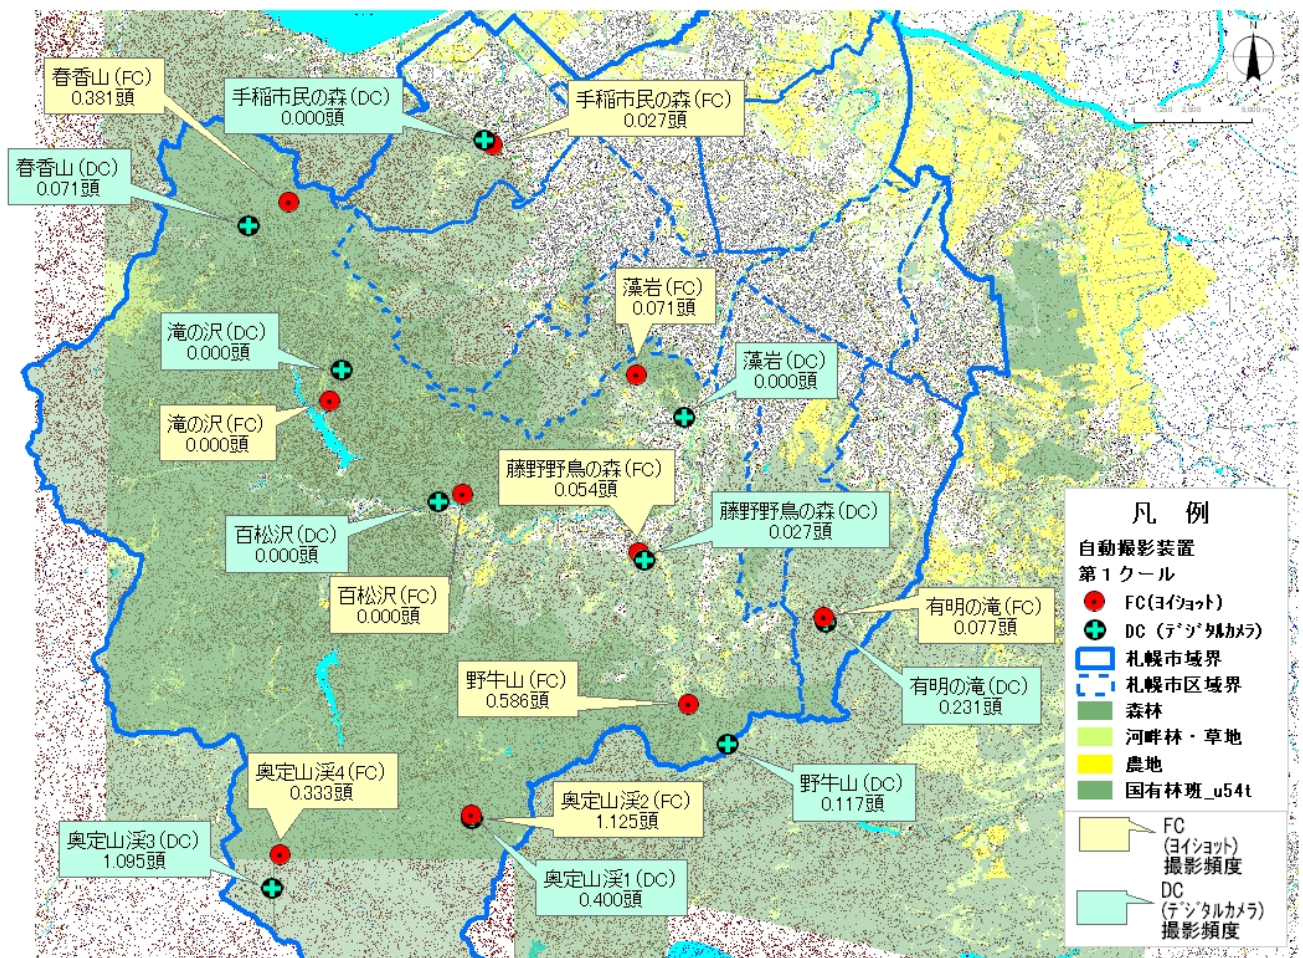 春香山(FC)
0.381頭
手稲市民の森(DC)
0.000頭
手稲市民の森(FC)
0.027頭
春香山(DC)
0.071頭
藻岩(FC)
0.071頭
滝の沢(DC)
0.000頭
藻岩(DC)
0.000頭
滝の沢(FC)
0.000頭
藤野野鳥の森(FC)
0.054頭
藤野野鳥の森(DC)
0.027頭
百松沢(DC)
0.000頭
百松沢(FC)
0.000頭
有明の滝(FC)
0.077頭
野牛山(FC)
0.586頭
有明の滝(DC)
0.231頭
奥定山渓4(FC)
0.333頭
野牛山(DC)
0.117頭
奥定山渓2(FC)
1.125頭
奥定山渓3(DC)
1.095頭
奥定山渓1(DC)
0.400頭
凡 例
自動撮影装置
第1クール
FC(ヨイショット)
DC (デジタルカメラ)
札幌市域界
札幌市区域界
森林
河畔林・草地
農地
国有林班_u54t
FC
(ヨイショット)
撮影頻度
DC
(デジタルカメラ)
撮影頻度